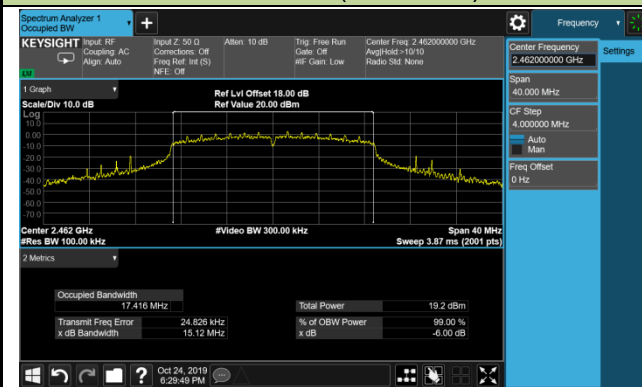 Spectrum Analyzer 1
Occupied BW
+
Frequency
KEYSIGHT
Input: RF
Coupling: AC
Align: Auto
Input Z: 50 Ω
Corrections: Off
Freq Ref: Int (S)
NFE: Off
Atten: 10 dB
Trig: Free Run
Gate: Off
#IF Gain: Low
Center Freq: 2.462000000 GHz
Avg|Hold:>10/10
Radio Std: None
Center Frequency
2.462000000 GHz
Settings
Span
40.000 MHz
CF Step
4.000000 MHz
Auto
Man
Freq Offset
0 Hz
1 Graph
Scale/Div 10.0 dB
Ref Lvl Offset 18.00 dB
Ref Value 20.00 dBm
Log
10.0
0.00
-10.0
-20.0
-30.0
-40.0
-50.0
-60.0
-70.0
Center 2.462 GHz
#Video BW 300.00 kHz
Span 40 MHz
#Res BW 100.00 kHz
Sweep 3.87 ms (2001 pts)
2 Metrics
Occupied Bandwidth
17.416 MHz
Total Power 19.2 dBm
Transmit Freq Error 24.826 kHz
% of OBW Power 99.00 %
x dB Bandwidth 15.12 MHz
x dB -6.00 dB
?
Oct 24, 2019
6:29:49 PM